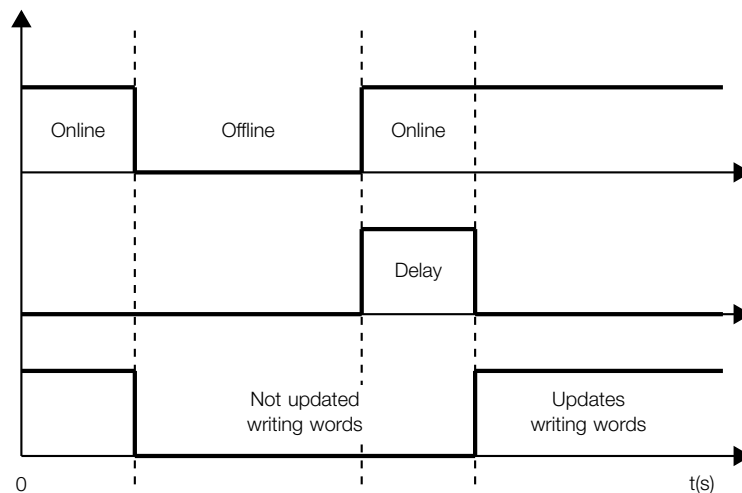 Online
Offline
Online
Delay
Not updated
writing words
Updates
writing words
0
t(s)